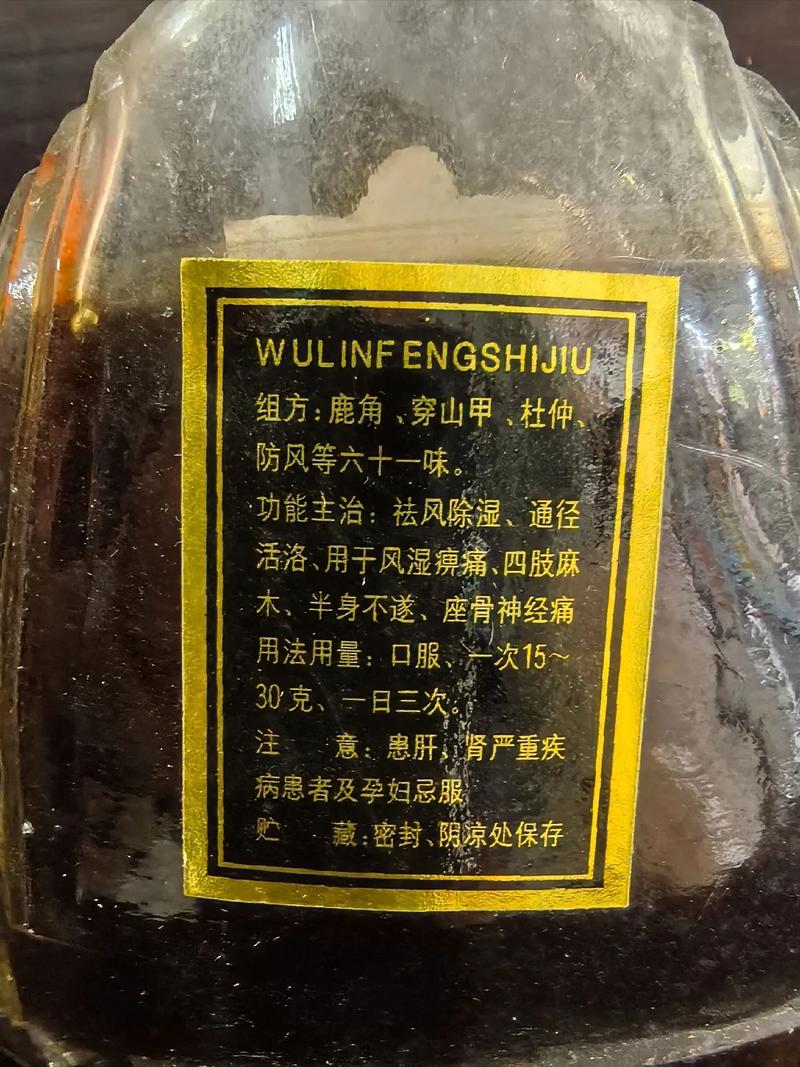 WULINFENGSHIJIU
组方：鹿角、穿山甲、杜仲、
防风等六十一味。
功能主治：祛风除湿、通径
活洛、用于风湿痹痛、四肢麻
木、半身不遂、座骨神经痛
用法用量：口服、一次15～
30克、一日三次。
注　意：患肝、肾严重疾
病患者及孕妇忌服
贮　藏：密封、阴凉处保存